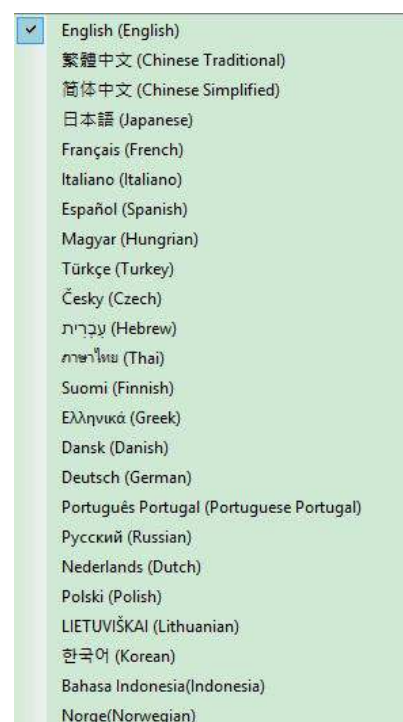 English (English)
繁體中文 (Chinese Traditional)
简体中文 (Chinese Simplified)
日本語 (Japanese)
Français (French)
Italiano (Italiano)
Español (Spanish)
Magyar (Hungrian)
Türkçe (Turkey)
Česky (Czech)
עִבְרִית (Hebrew)
ภาษาไทย (Thai)
Suomi (Finnish)
Ελληνικά (Greek)
Dansk (Danish)
Deutsch (German)
Português Portugal (Portuguese Portugal)
Русский (Russian)
Nederlands (Dutch)
Polski (Polish)
LIETUVIŠKAI (Lithuanian)
한국어 (Korean)
Bahasa Indonesia(Indonesia)
Norge(Norwegian)